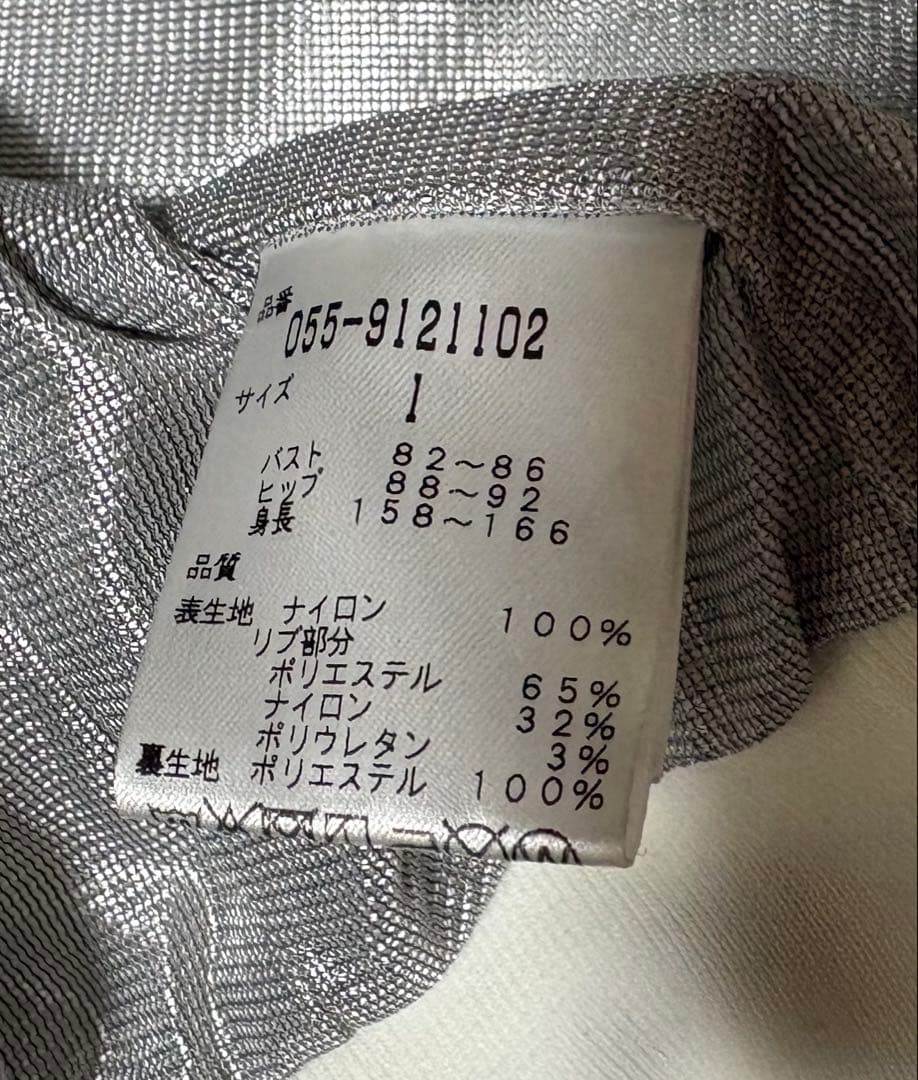 品番
055-9121102
サイズ 1
バスト 82～86
ヒップ 88～92
身長 158～166
品質
表生地 ナイロン 100%
リブ部分
ポリエステル 65%
ナイロン 32%
ポリウレタン 3%
裏生地 ポリエステル 100%